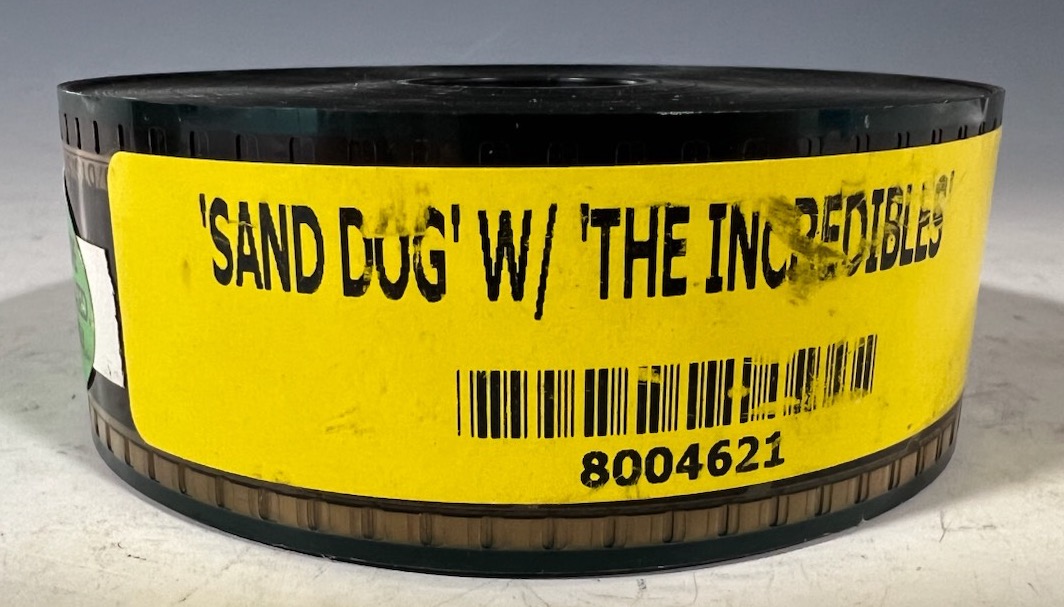 'SAND DOG' W/ 'THE INCREDIBLES'
8004621